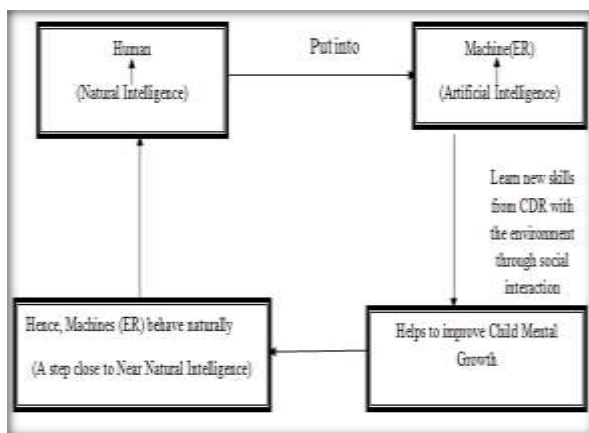 Human
(Natural Intelligence)
Put into
Machine(ER)
(Artificial Intelligence)
Learn new skills
from CDR with
the environment
through social
interaction
Helps to improve Child Mental
Growth
Hence, Machines (ER) behave naturally
(A step close to Near Natural Intelligence)